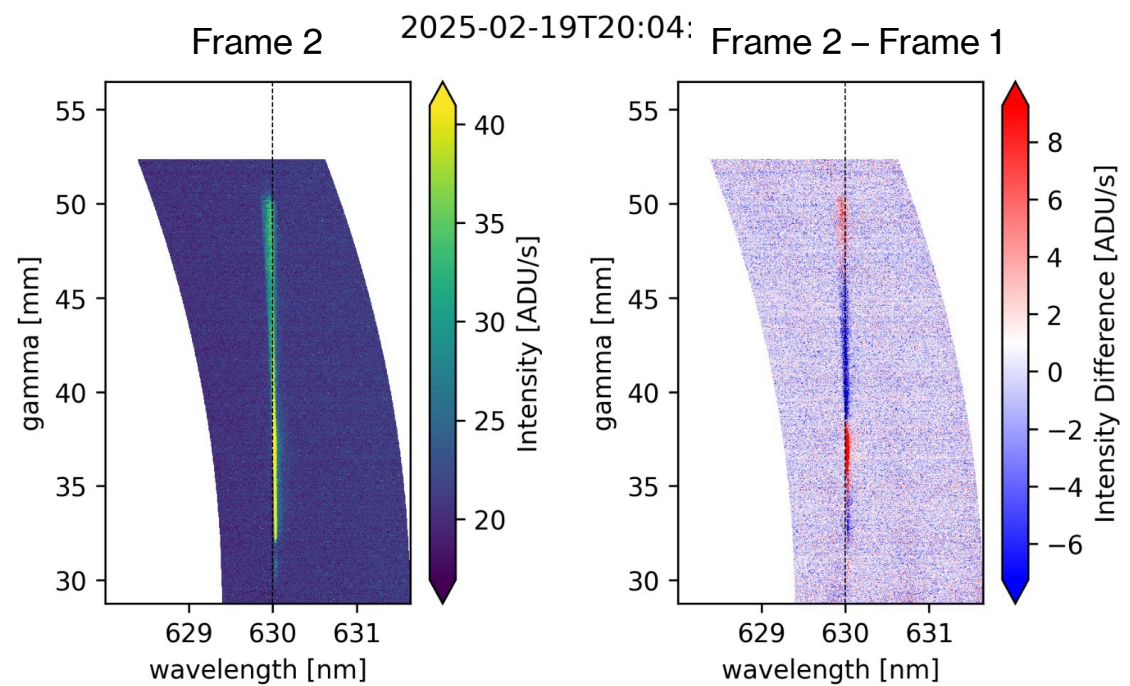 2025-02-19T20:04:
Frame 2
Frame 2 – Frame 1
55
50
45
40
35
30
gamma [mm]
629 630 631
wavelength [nm]
40
35
30
25
20
Intensity [ADU/s]
55
50
45
40
35
30
gamma [mm]
629 630 631
wavelength [nm]
8
6
4
2
0
−2
−4
−6
Intensity Difference [ADU/s]